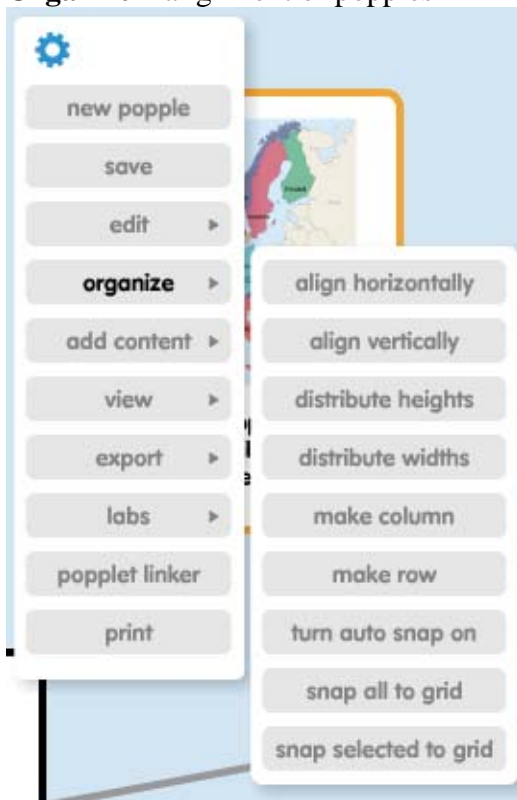 new popple
save
edit
organize
add content
view
export
labs
popplet linker
print
align horizontally
align vertically
distribute heights
distribute widths
make column
make row
turn auto snap on
snap all to grid
snap selected to grid